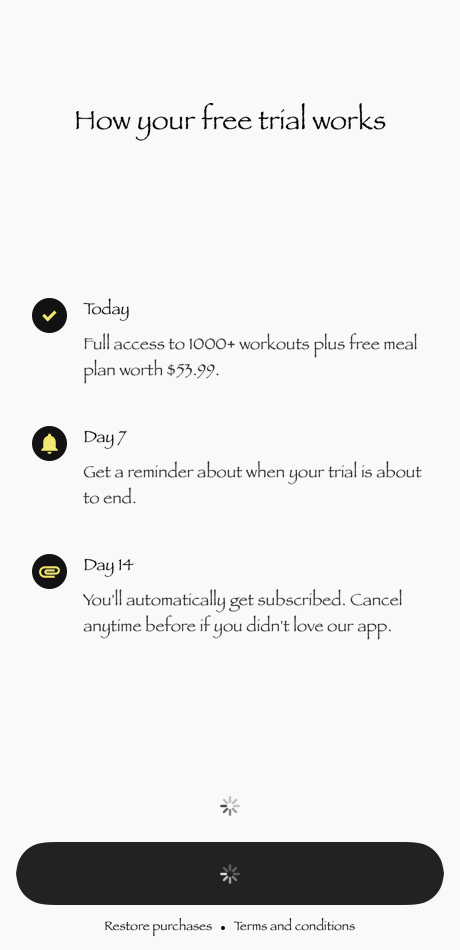 How your free trial works
Today
Full access to 1000+ workouts plus free meal
plan worth $53.99.
Day 7
Get a reminder about when your trial is about
to end.
Day 14
You'll automatically get subscribed. Cancel
anytime before if you didn't love our app.
Restore purchases • Terms and conditions